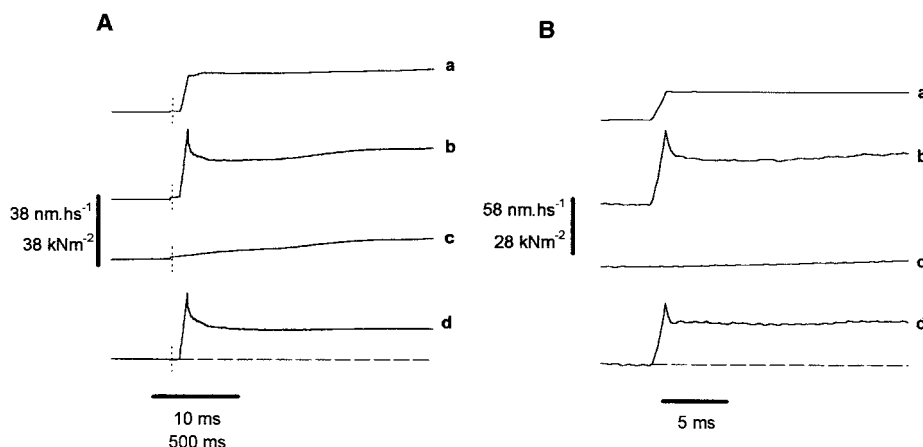 A
B
a
b
c
d
38 nm.hs-1
38 kNm-2
10 ms
500 ms
a
b
c
d
58 nm.hs-1
28 kNm-2
5 ms